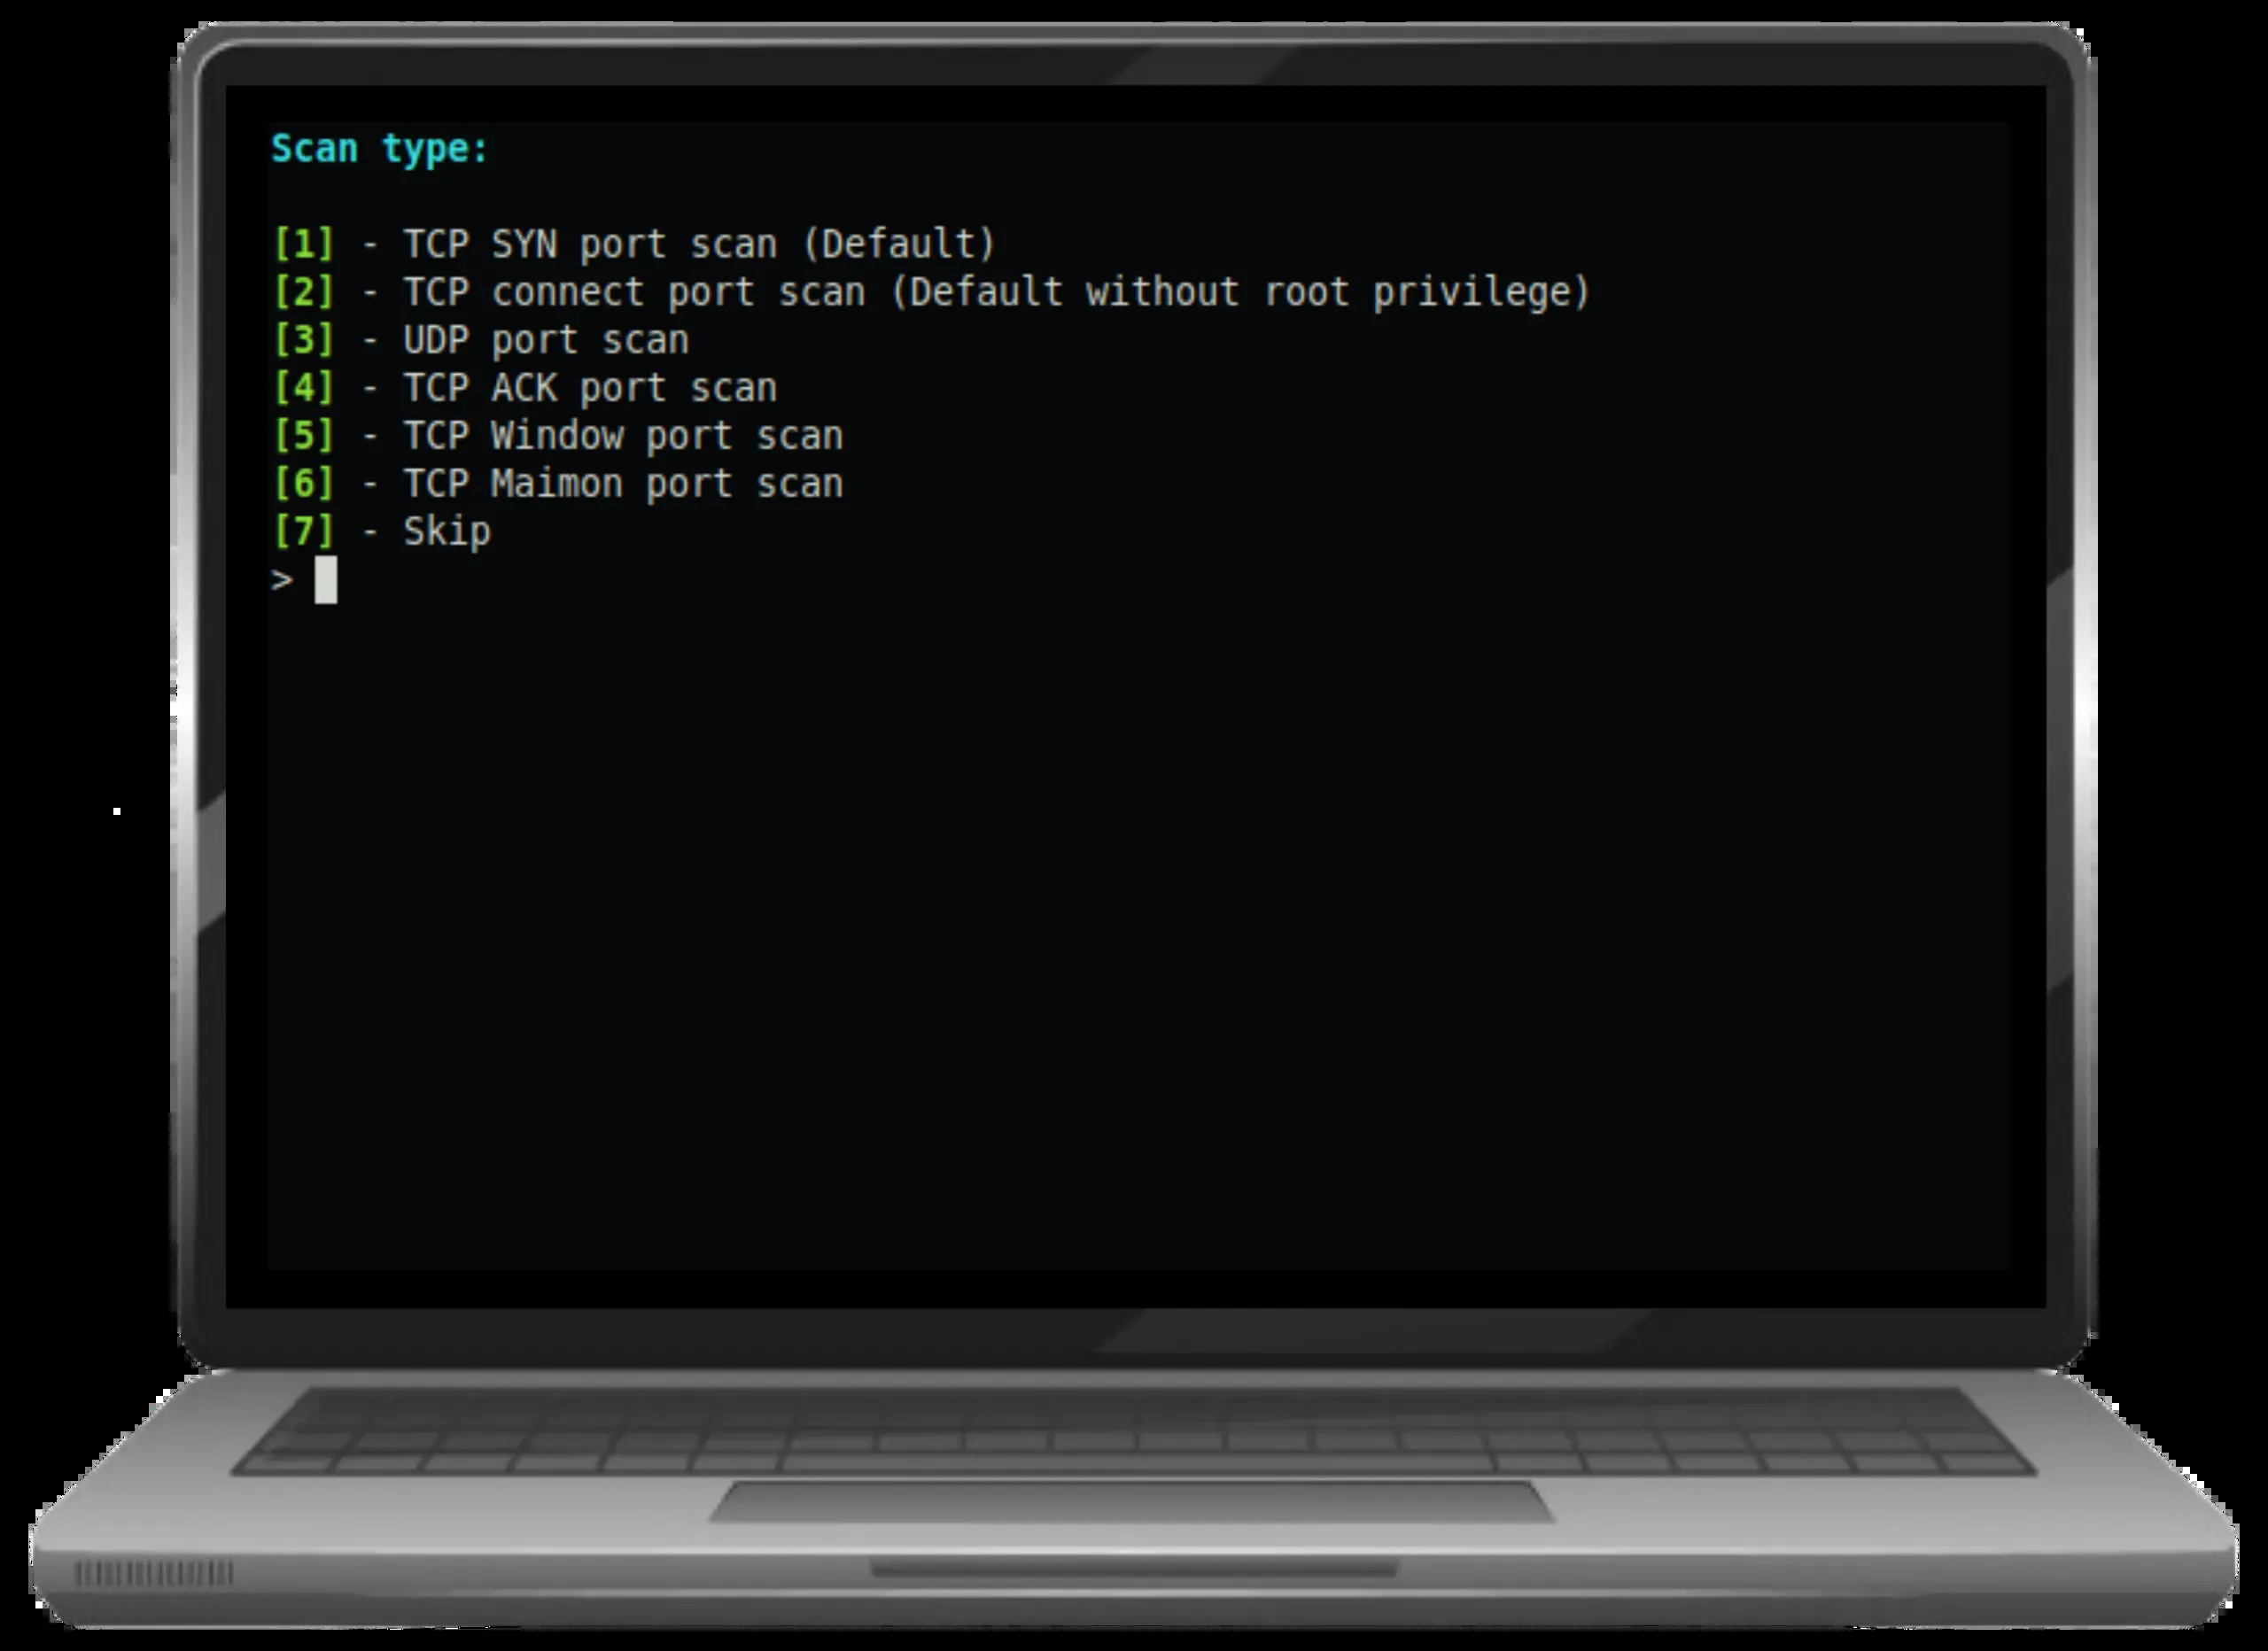 Scan type:
[1] - TCP SYN port scan (Default)
[2] - TCP connect port scan (Default without root privilege)
[3] - UDP port scan
[4] - TCP ACK port scan
[5] - TCP Window port scan
[6] - TCP Maimon port scan
[7] - Skip
>